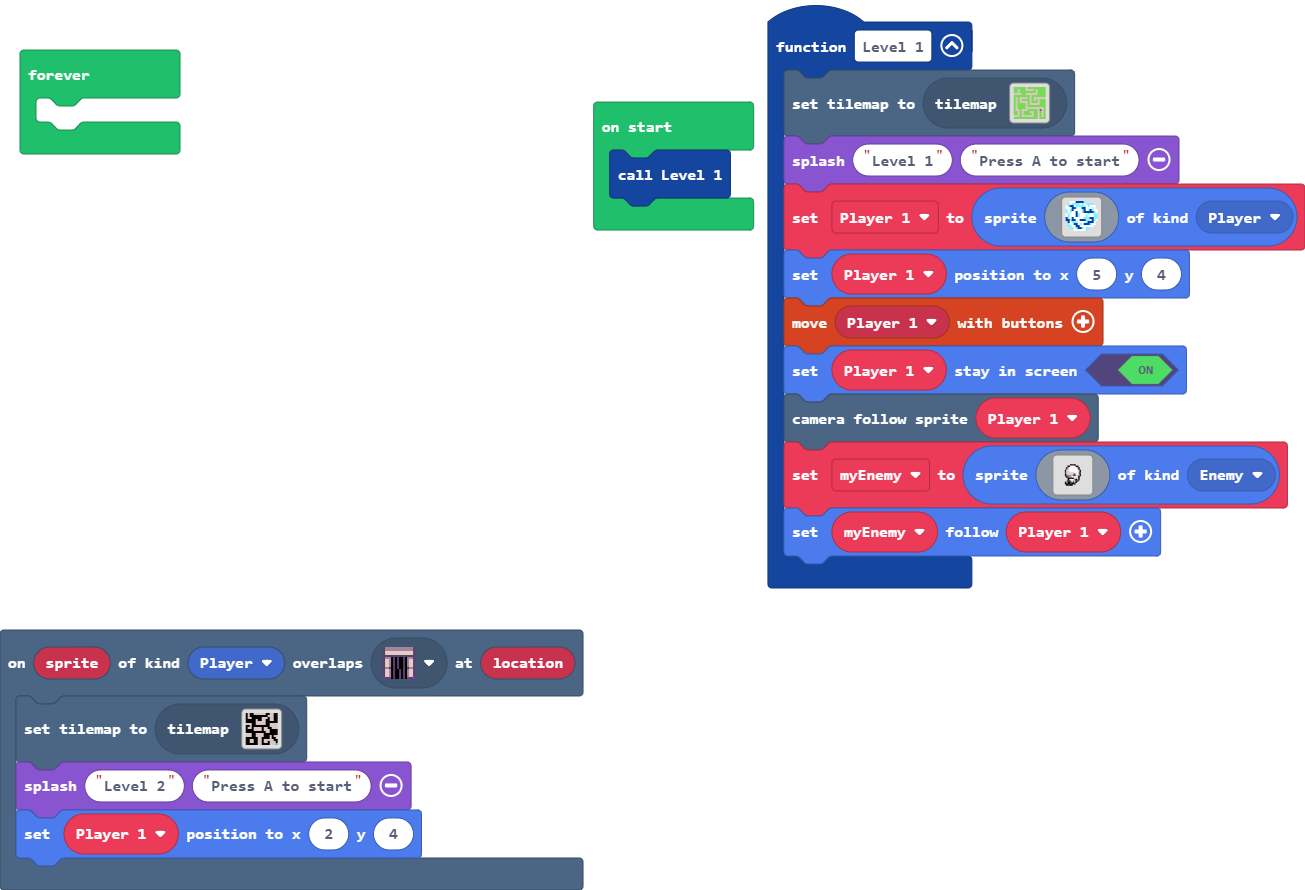 forever
on start
call Level 1
function Level 1
set tilemap to tilemap
splash "Level 1" "Press A to start"
set Player 1 to sprite of kind Player
set Player 1 position to x 5 y 4
move Player 1 with buttons
set Player 1 stay in screen ON
camera follow sprite Player 1
set myEnemy to sprite of kind Enemy
set myEnemy follow Player 1
on sprite of kind Player overlaps at location
set tilemap to tilemap
splash "Level 2" "Press A to start"
set Player 1 position to x 2 y 4